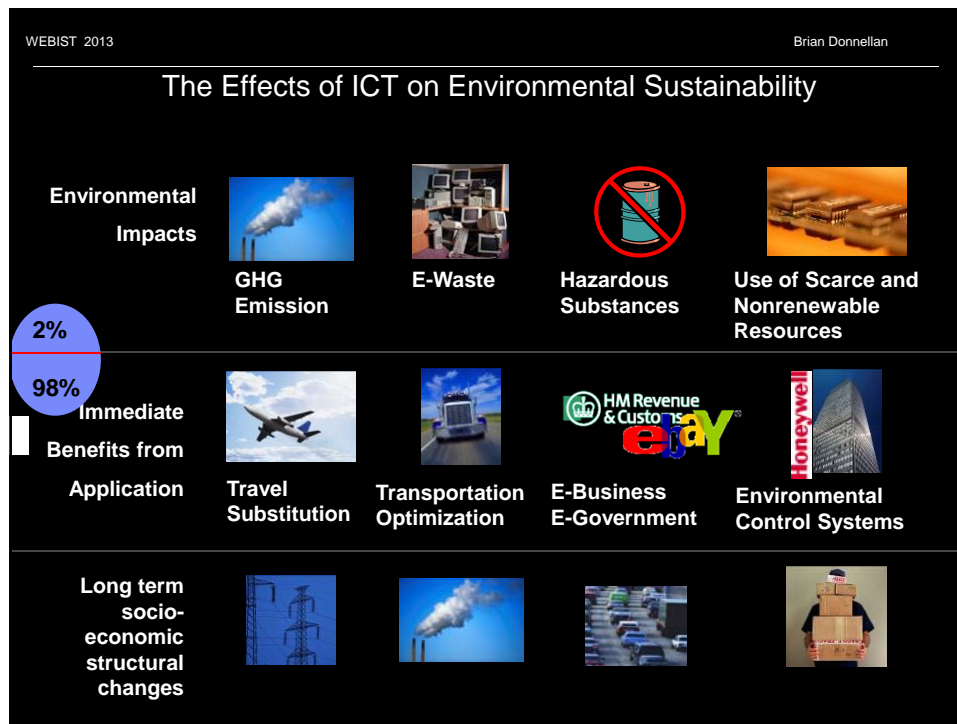 WEBIST 2013
Brian Donnellan
The Effects of ICT on Environmental Sustainability
Environmental
Impacts
GHG
Emission
E-Waste
Hazardous
Substances
Use of Scarce and
Nonrenewable
Resources
2%
98%
Immediate
Benefits from
Application
Travel
Substitution
Transportation
Optimization
HM Revenue
& Customs
ebaY
E-Business
E-Government
Honeywell
Environmental
Control Systems
Long term
socio-
economic
structural
changes